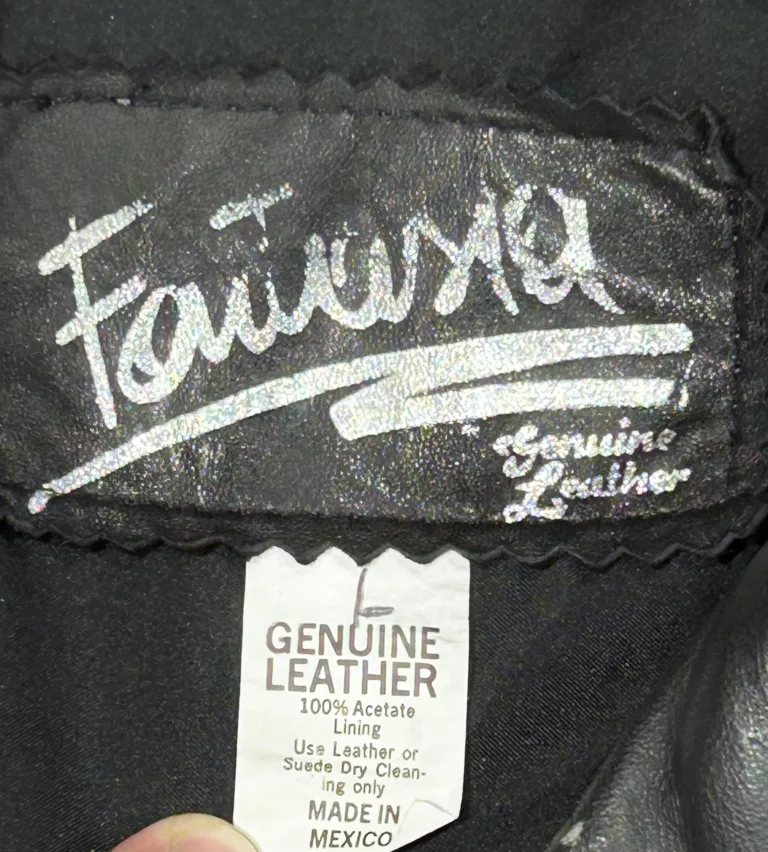 Genuine
Leather
L
GENUINE
LEATHER
100% Acetate
Lining
Use Leather or
Suede Dry Clean-
ing only
MADE IN
MEXICO